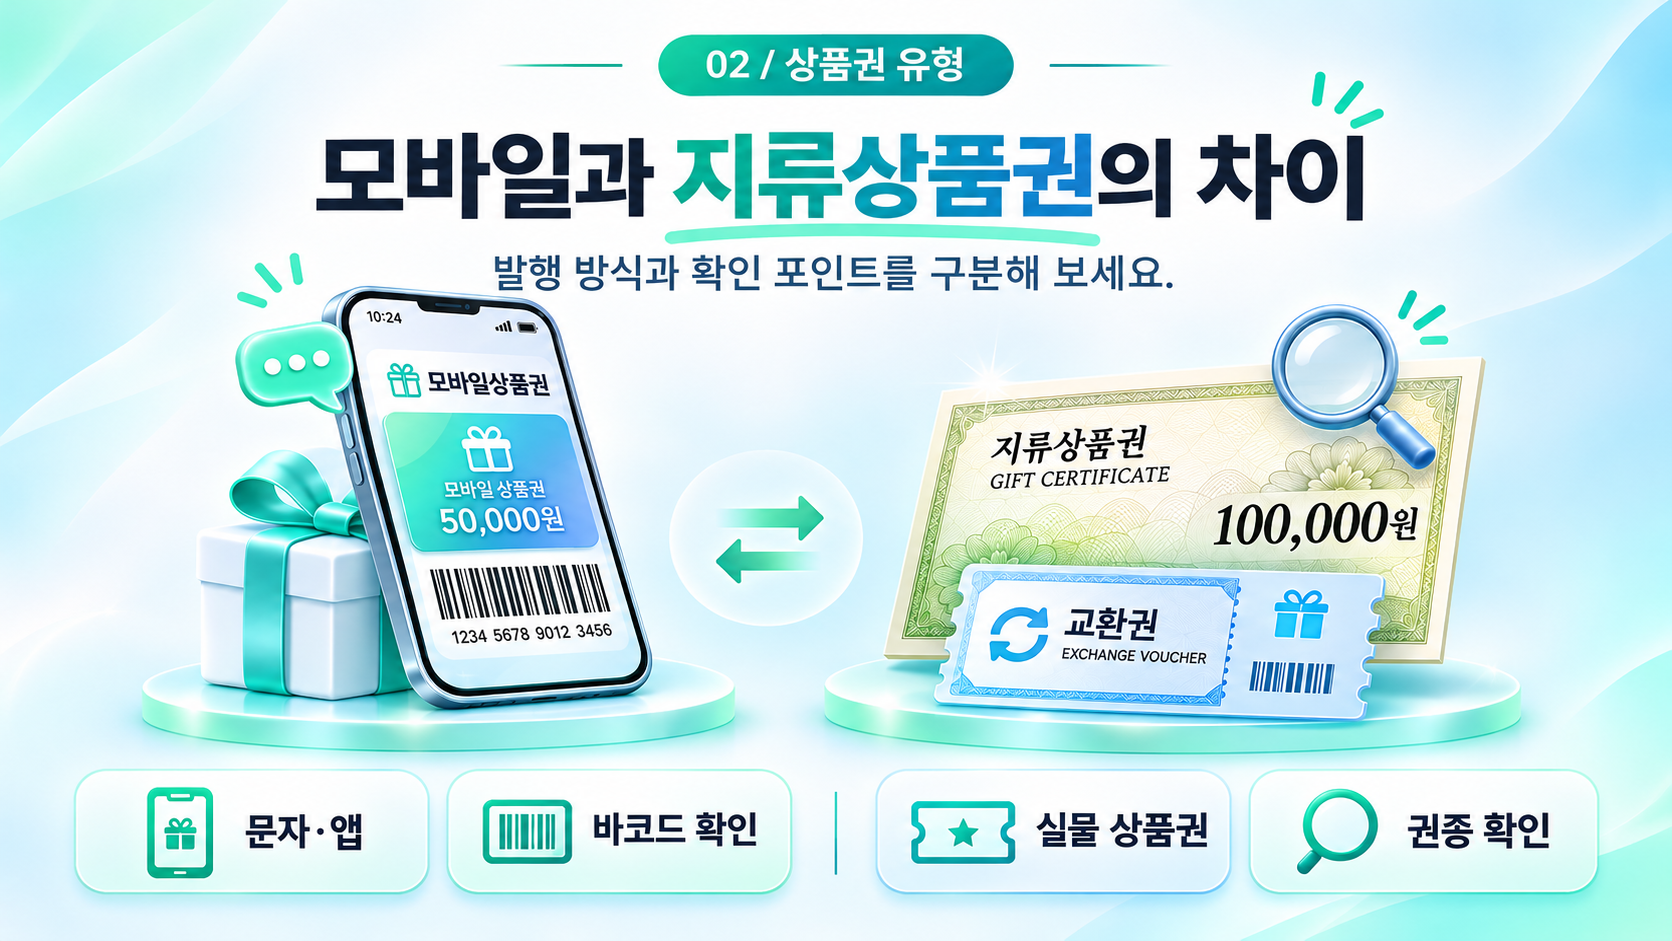 02 / 상품권 유형
모바일과 지류상품권의 차이
발행 방식과 확인 포인트를 구분해 보세요.
10:24
모바일상품권
모바일 상품권
50,000원
1234 5678 9012 3456
지류상품권
GIFT CERTIFICATE
100,000원
교환권
EXCHANGE VOUCHER
문자·앱
바코드 확인
실물 상품권
권종 확인